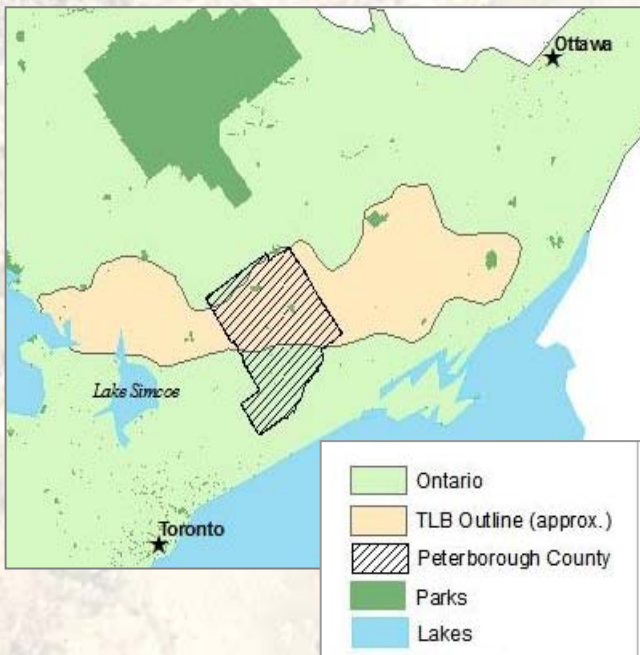 Ottawa
Lake Simcoe
Toronto
Ontario
TLB Outline (approx.)
Peterborough County
Parks
Lakes